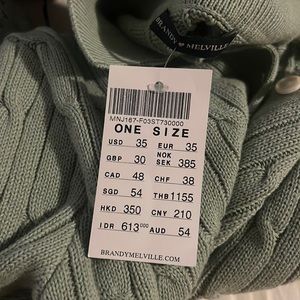 BRANDY MELVILLE
MNJ167-F03ST730000
ONE SIZE
USD 35 EUR 35
GBP 30 NOK SEK 385
CAD 48 CHF 38
SGD 54 THB 1155
HKD 350 CNY 210
IDR 613000 AUD 54
BRANDYMELVILLE.COM